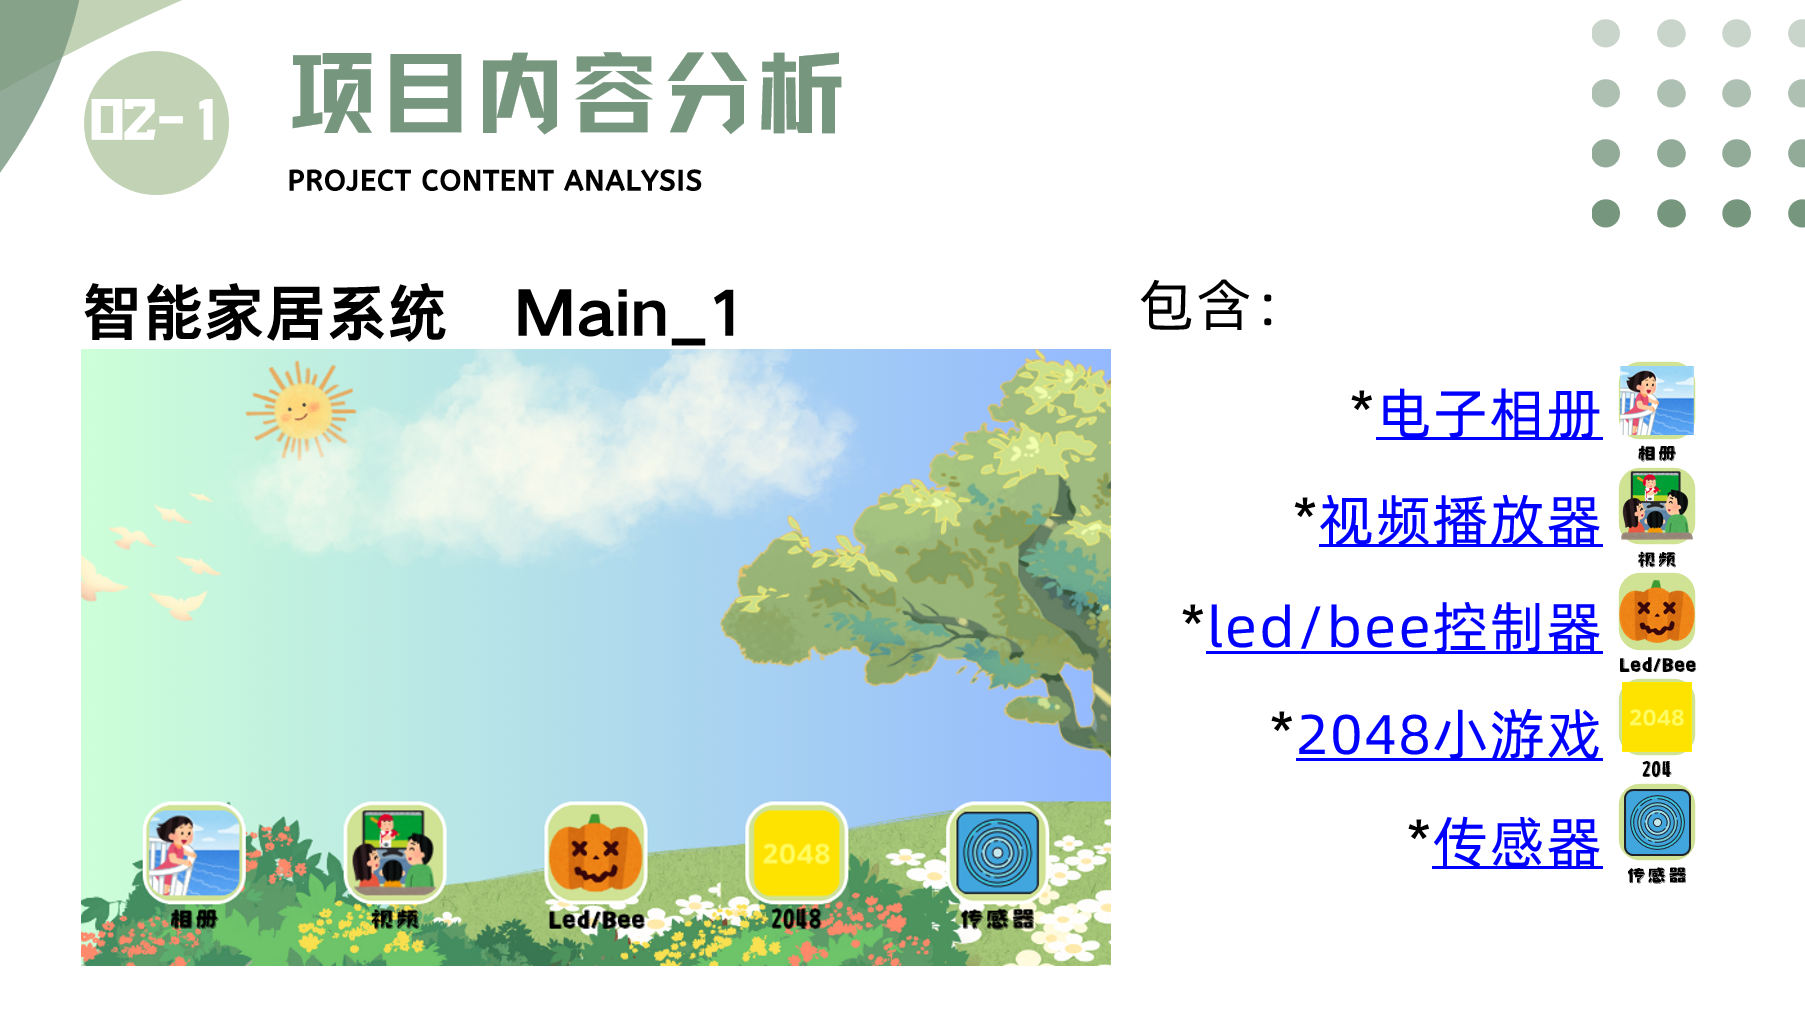 02-1
项目内容分析
PROJECT CONTENT ANALYSIS
智能家居系统 Main_1
相册
视频
Led/Bee
2048
2048
传感器
包含：
*电子相册
相册
*视频播放器
视频
*led/bee控制器
Led/Bee
*2048小游戏
2048
204
*传感器
传感器